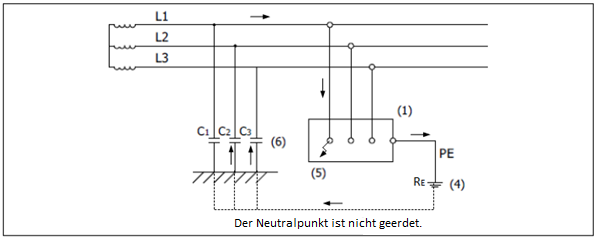 L1
L2
L3
(1)
C1 C2 C3 (6)
(5)
PE
RE (4)
Der Neutralpunkt ist nicht geerdet.